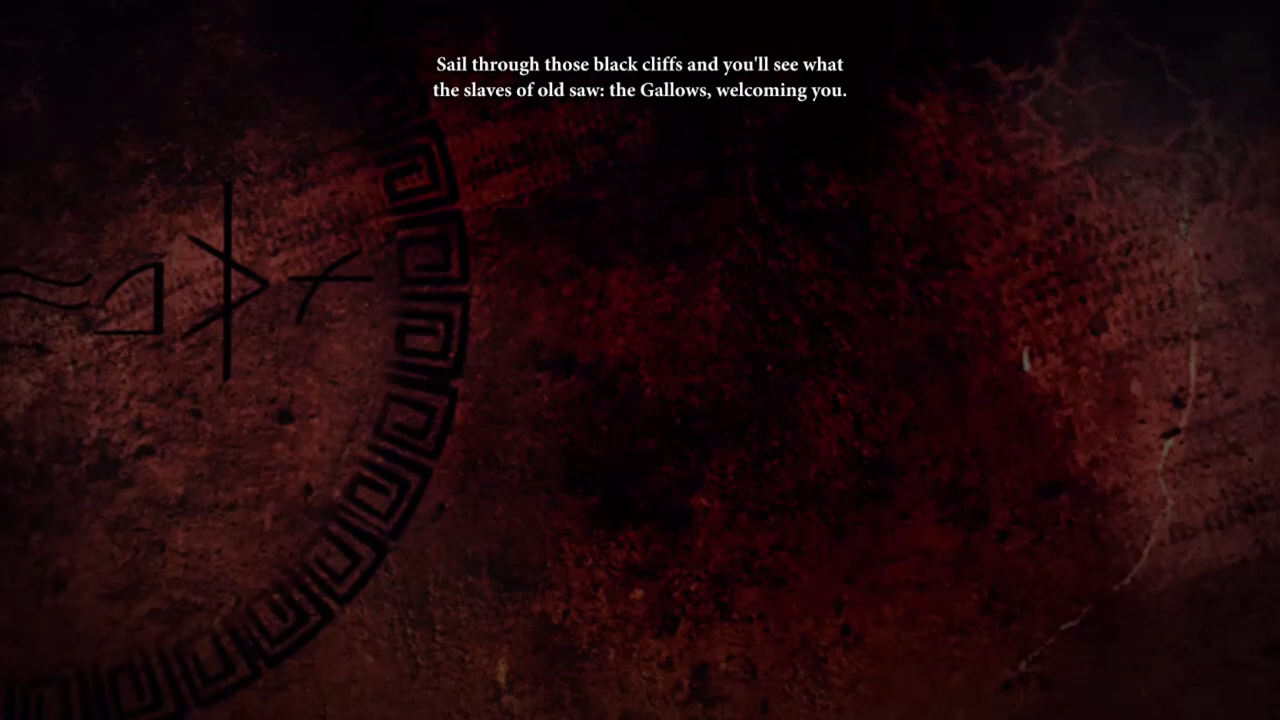 Sail through those black cliffs and you'll see what
the slaves of old saw: the Gallows, welcoming you.